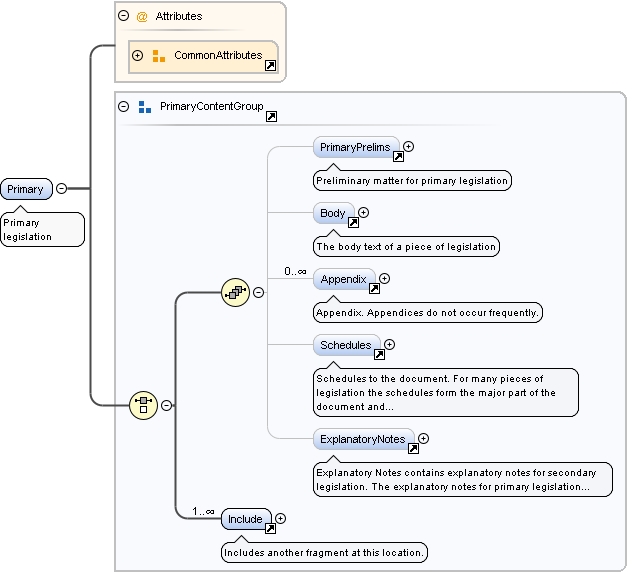 Attributes
CommonAttributes
PrimaryContentGroup
PrimaryPrelims
Preliminary matter for primary legislation
Primary
Primary
legislation
Body
The body text of a piece of legislation
0..∞
Appendix
Appendix. Appendices do not occur frequently.
Schedules
Schedules to the document. For many pieces of
legislation the schedules form the major part of the
document and...
ExplanatoryNotes
Explanatory Notes contains explanatory notes for secondary
legislation. The explanatory notes for primary legislation...
1..∞
Include
Includes another fragment at this location.